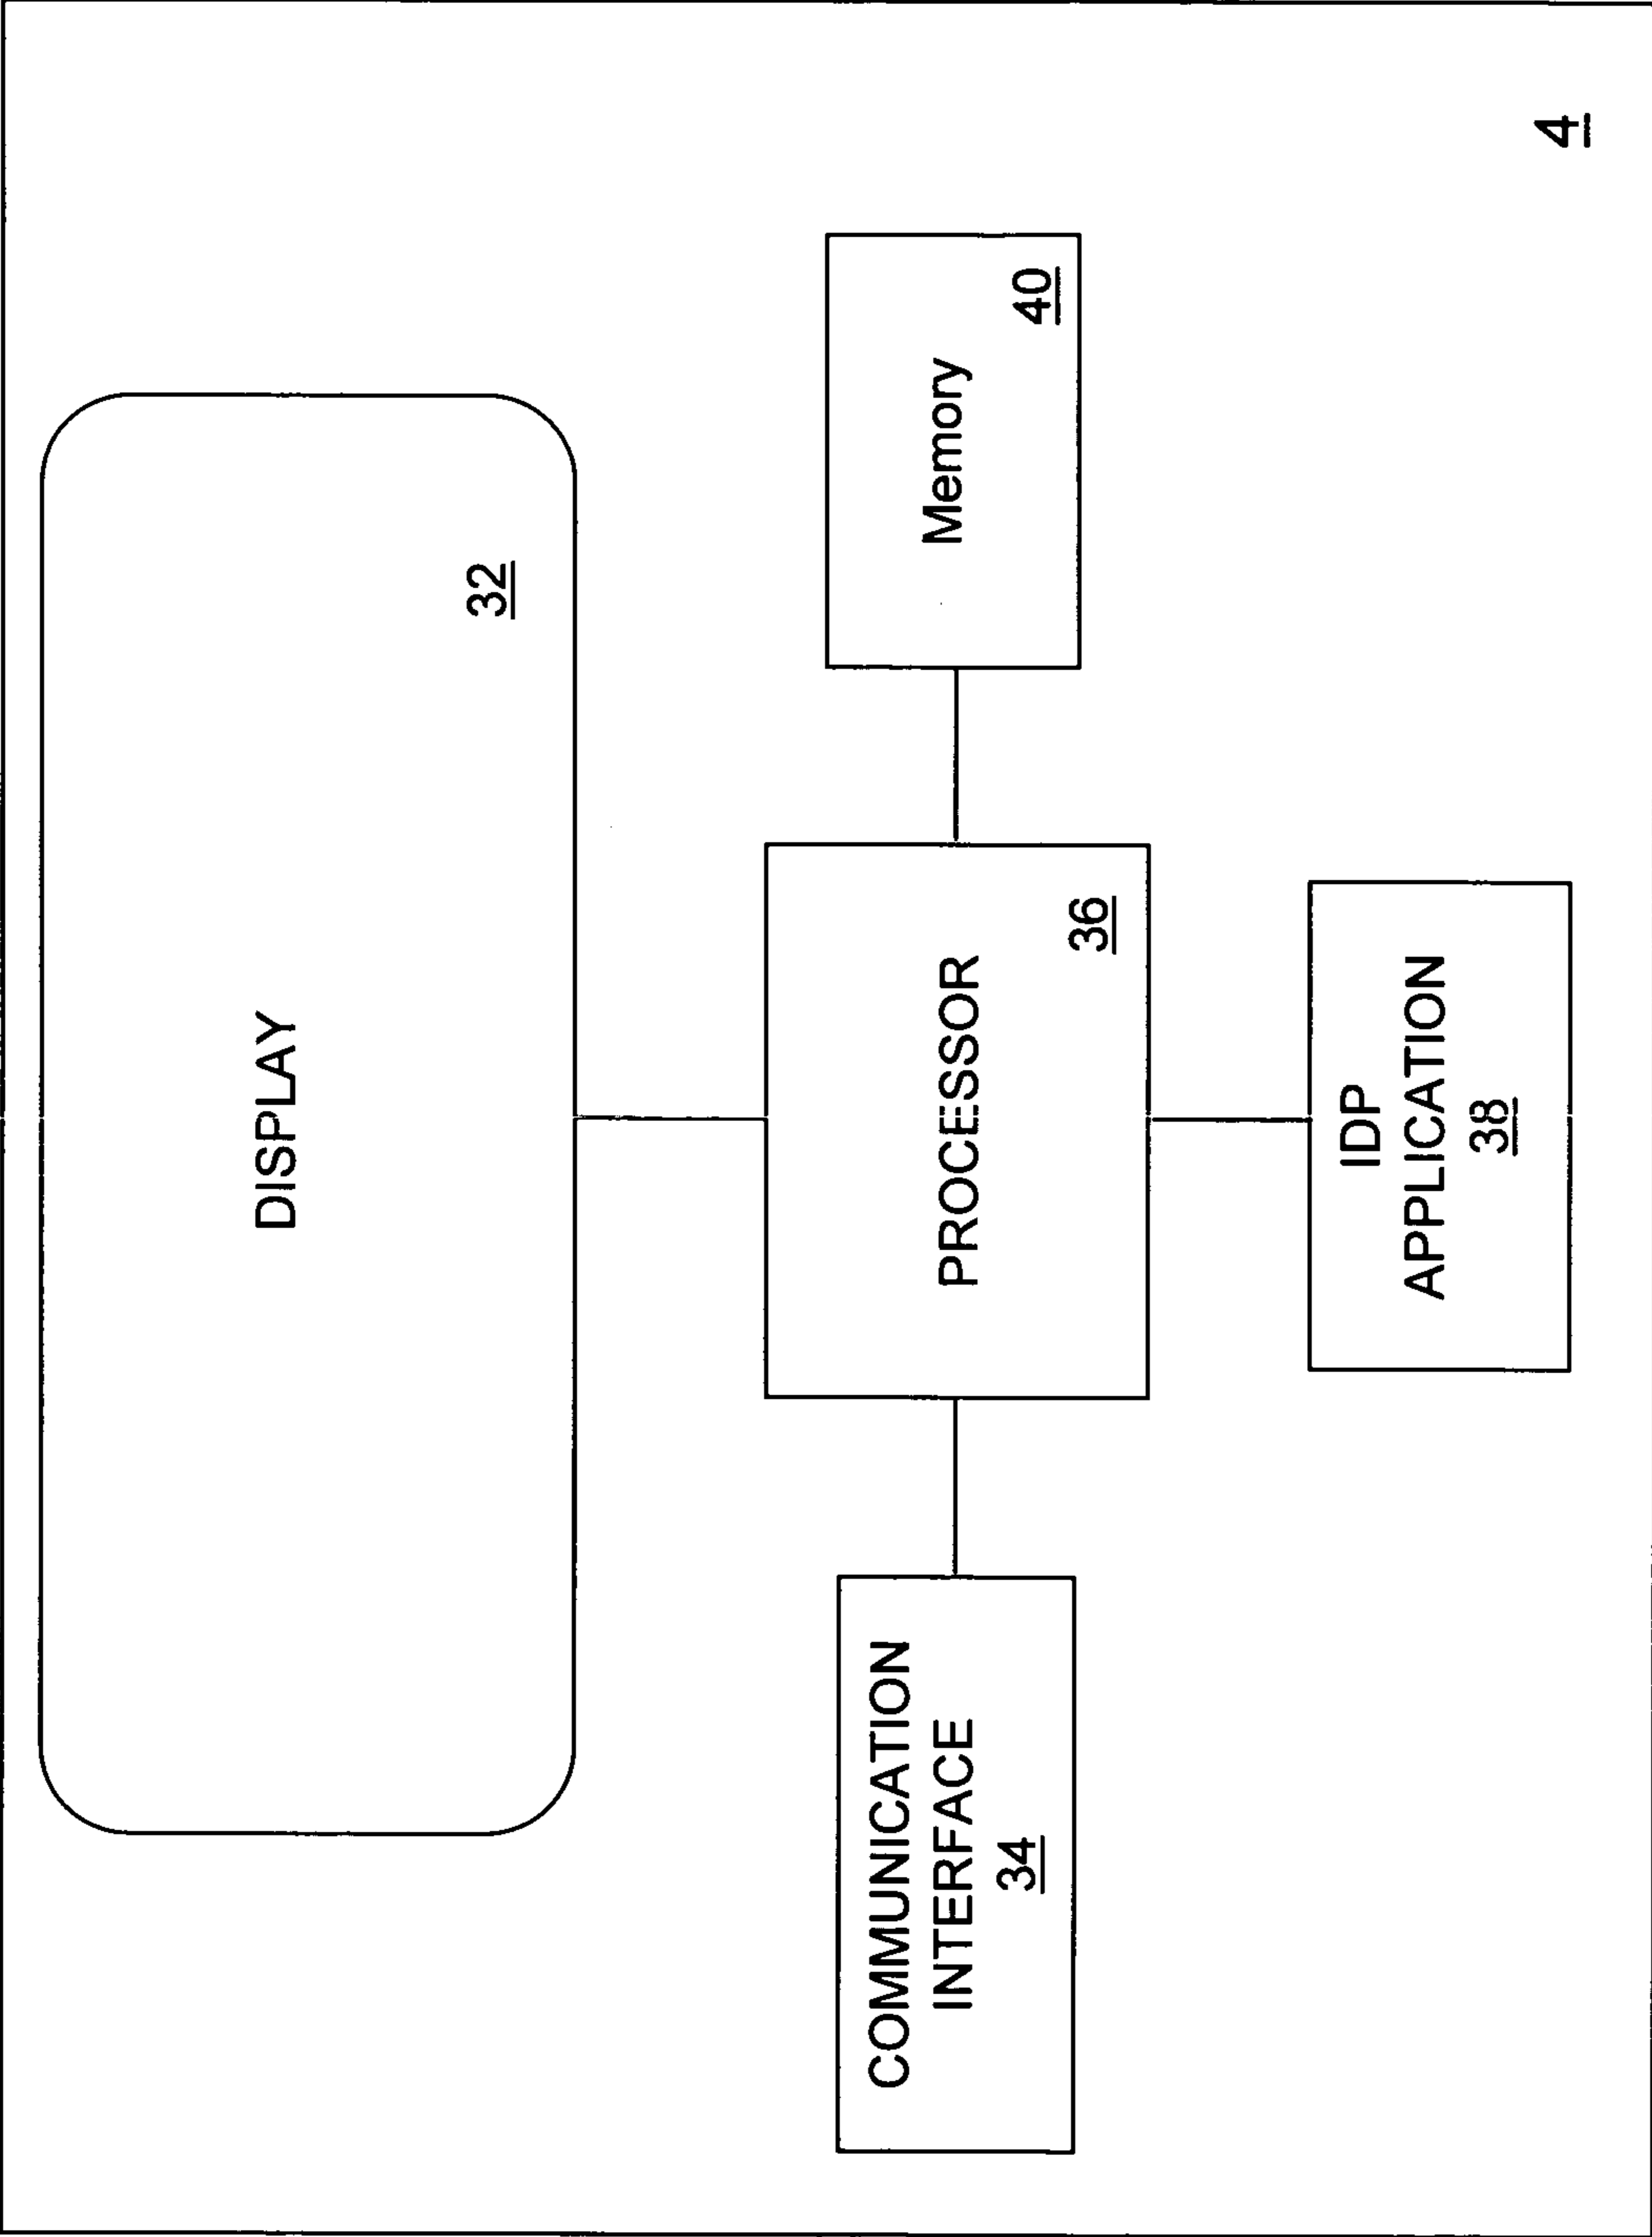 DISPLAY
32
COMMUNICATION
INTERFACE
34
PROCESSOR
36
Memory
40
IDP
APPLICATION
38
4